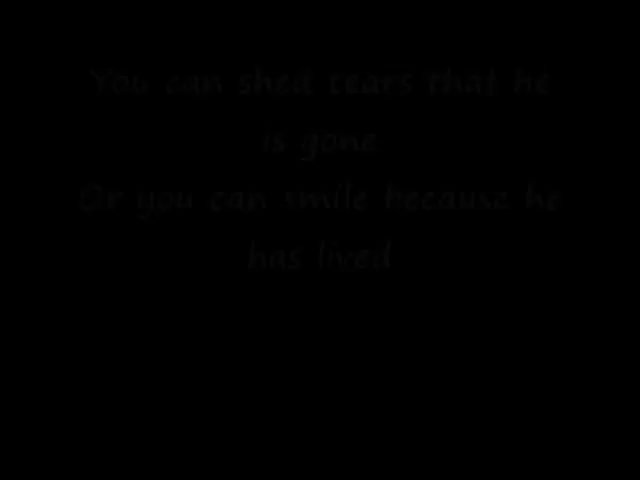 You can shed tears that he
is gone.
Or you can smile because he
has lived